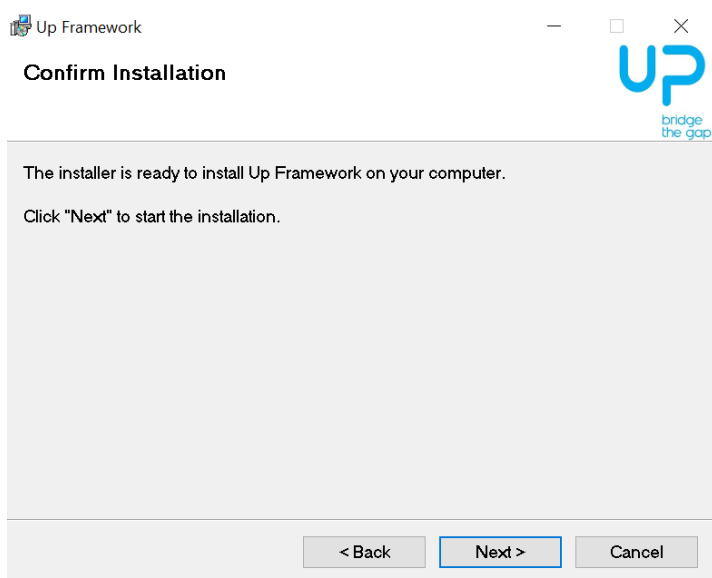 Up Framework
Confirm Installation
UP
bridge
the gap
The installer is ready to install Up Framework on your computer.
Click "Next" to start the installation.
< Back
Next >
Cancel